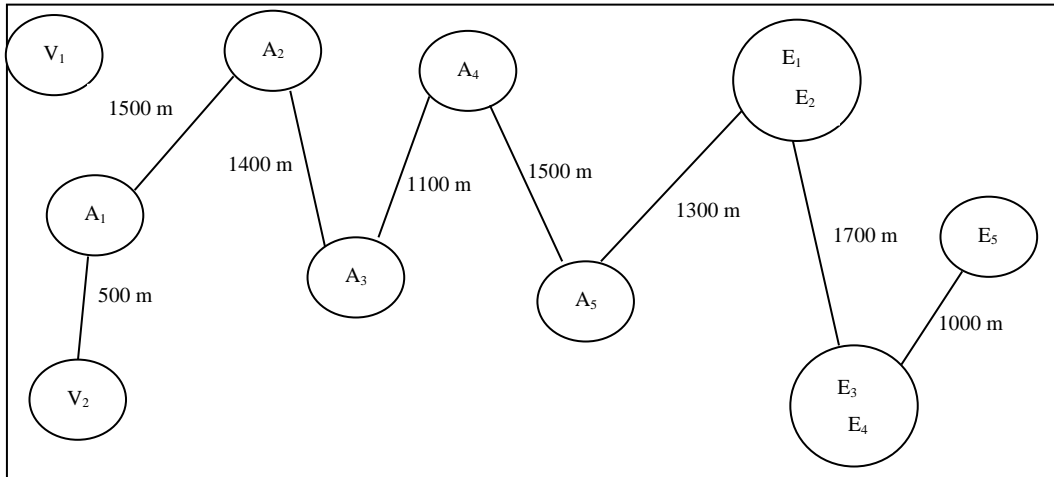 V₁
A₂
A₄
E₁
E₂
1500 m
1400 m
1100 m
1500 m
1300 m
A₁
1700 m
E₅
A₃
A₅
500 m
1000 m
V₂
E₃
E₄